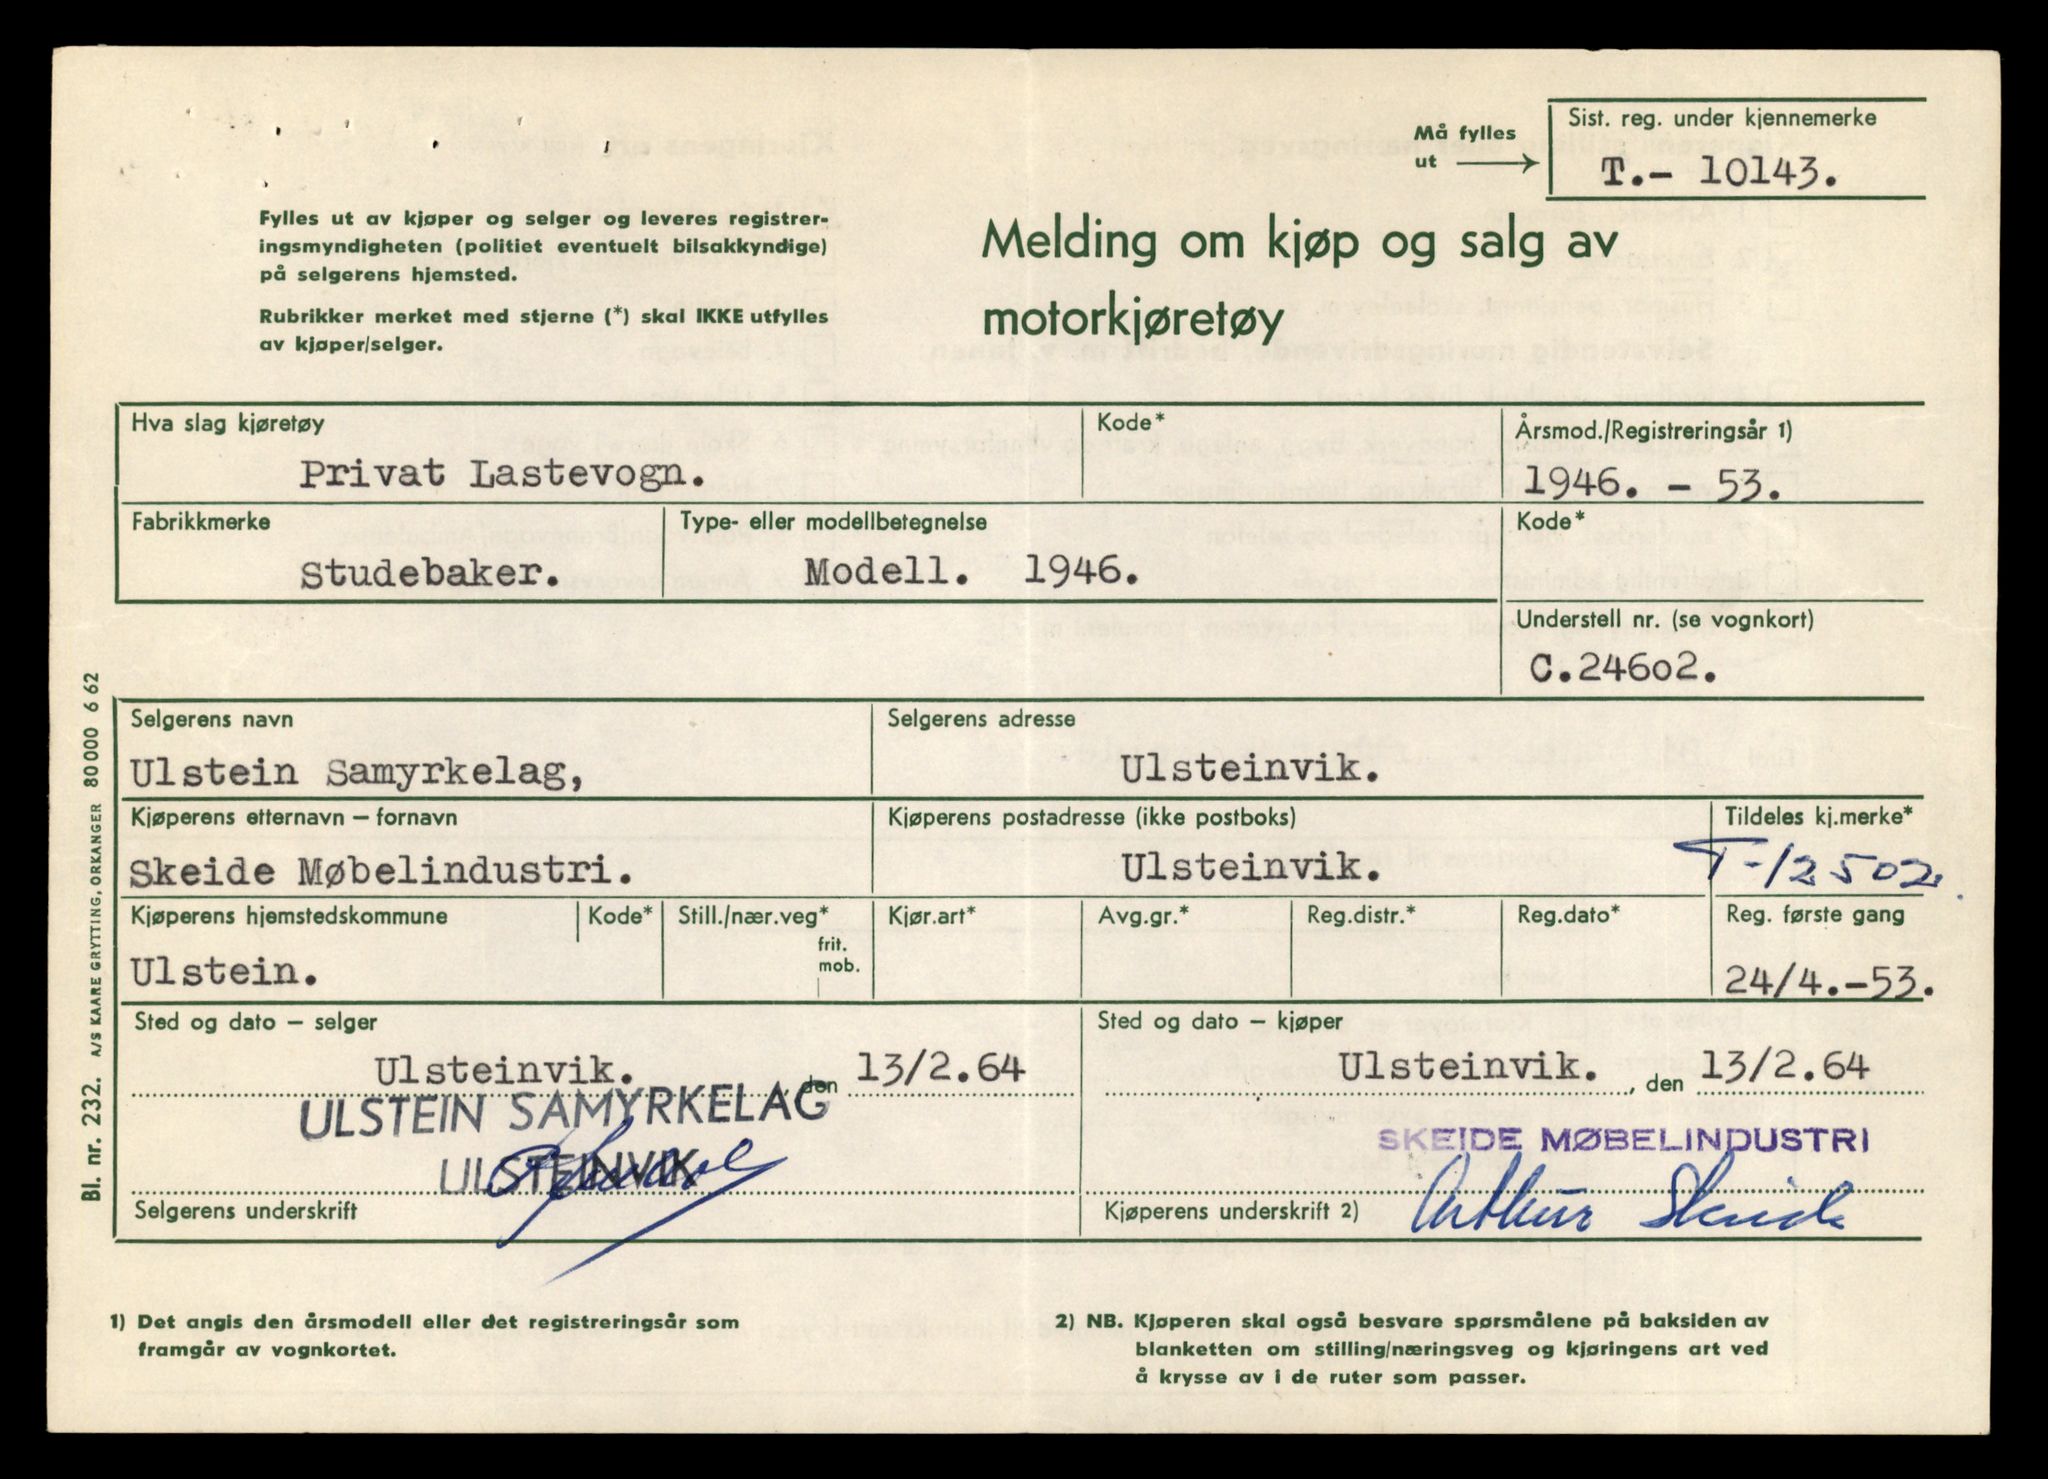 Må fylles
ut
Sist. reg. under kjennemerke
T.- 10143.
Fylles ut av kjøper og selger og leveres registrer-
ingsmyndigheten (politiet eventuelt bilsakkyndige)
på selgerens hjemsted.
Rubrikker merket med stjerne (*) skal IKKE utfylles
av kjøper/selger.
Melding om kjøp og salg av
motorkjøretøy
Hva slag kjøretøy
Privat Lastevogn.
Kode*
Årsmod./Registreringsår 1)
1946. - 53.
Fabrikkmerke
Studebaker.
Type- eller modellbetegnelse
Modell. 1946.
Kode*
Understell nr. (se vognkort)
C.24602.
Selgerens navn
Ulstein Samyrkelag,
Selgerens adresse
Ulsteinvik.
Kjøperens etternavn – fornavn
Skeide Møbelindustri.
Kjøperens postadresse (ikke postboks)
Ulsteinvik.
Tildeles kj.merke*
T-12502.
Kjøperens hjemstedskommune
Ulstein.
Kode*
Still./nær.veg*
frit.
mob.
Kjør.art*
Avg.gr.*
Reg.distr.*
Reg.dato*
Reg. første gang
24/4.-53.
Sted og dato – selger
Ulsteinvik. den 13/2.64
ULSTEIN SAMYRKELAG
ULSTEINVIK
Selgerens underskrift
Sted og dato – kjøper
Ulsteinvik. , den 13/2.64
SKEIDE MØBELINDUSTRI
Kjøperens underskrift 2) Arthur Skeide
1) Det angis den årsmodell eller det registreringsår som
framgår av vognkortet.
2) NB. Kjøperen skal også besvare spørsmålene på baksiden av
blanketten om stilling/næringsveg og kjøringens art ved
å krysse av i de ruter som passer.
Bl. nr. 232. A/S KAARE GRYTTING, ORKANGER 80000 6 62